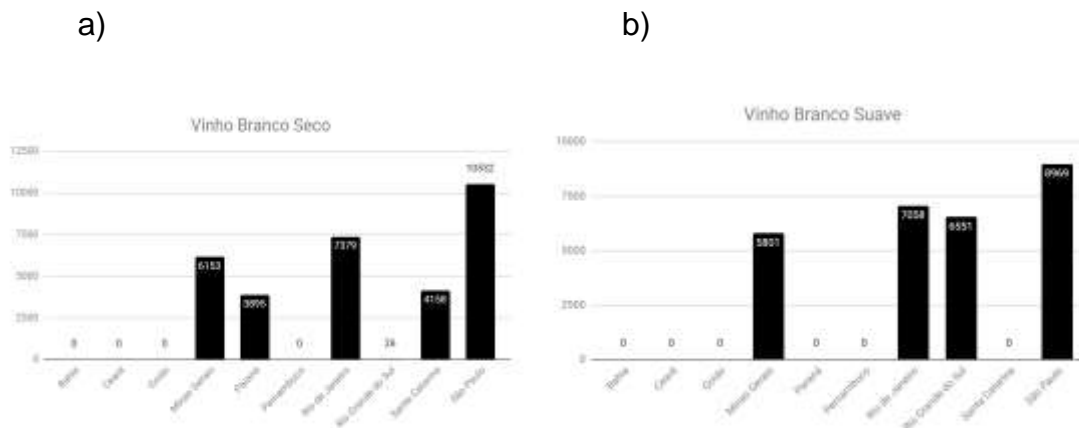 a)
b)
Vinho Branco Seco
12500
10000
7500
5000
2500
0
0
0
0
6153
3895
0
7379
24
4158
10552
Bahia
Ceará
Goiás
Minas Gerais
Paraná
Pernambuco
Rio de Janeiro
Rio Grande do Sul
Santa Catarina
São Paulo
Vinho Branco Suave
10000
7500
5000
2500
0
0
0
0
5801
0
0
7058
6551
0
8969
Bahia
Ceará
Goiás
Minas Gerais
Paraná
Pernambuco
Rio de Janeiro
Rio Grande do Sul
Santa Catarina
São Paulo